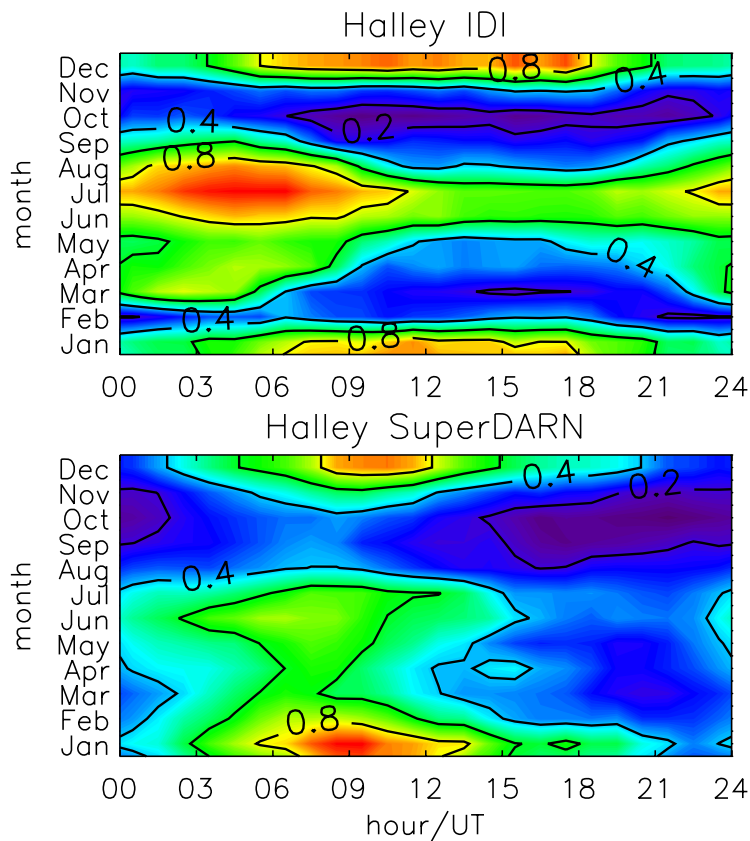 Halley IDI
Dec
Nov
Oct
Sep
Aug
Jul
Jun
May
Apr
Mar
Feb
Jan
month
0.8
0.4
0.4
0.2
0.8
0.4
0.4
0.8
00 03 06 09 12 15 18 21 24
Halley SuperDARN
Dec
Nov
Oct
Sep
Aug
Jul
Jun
May
Apr
Mar
Feb
Jan
month
0.4
0.2
0.4
0.8
00 03 06 09 12 15 18 21 24
hour/UT